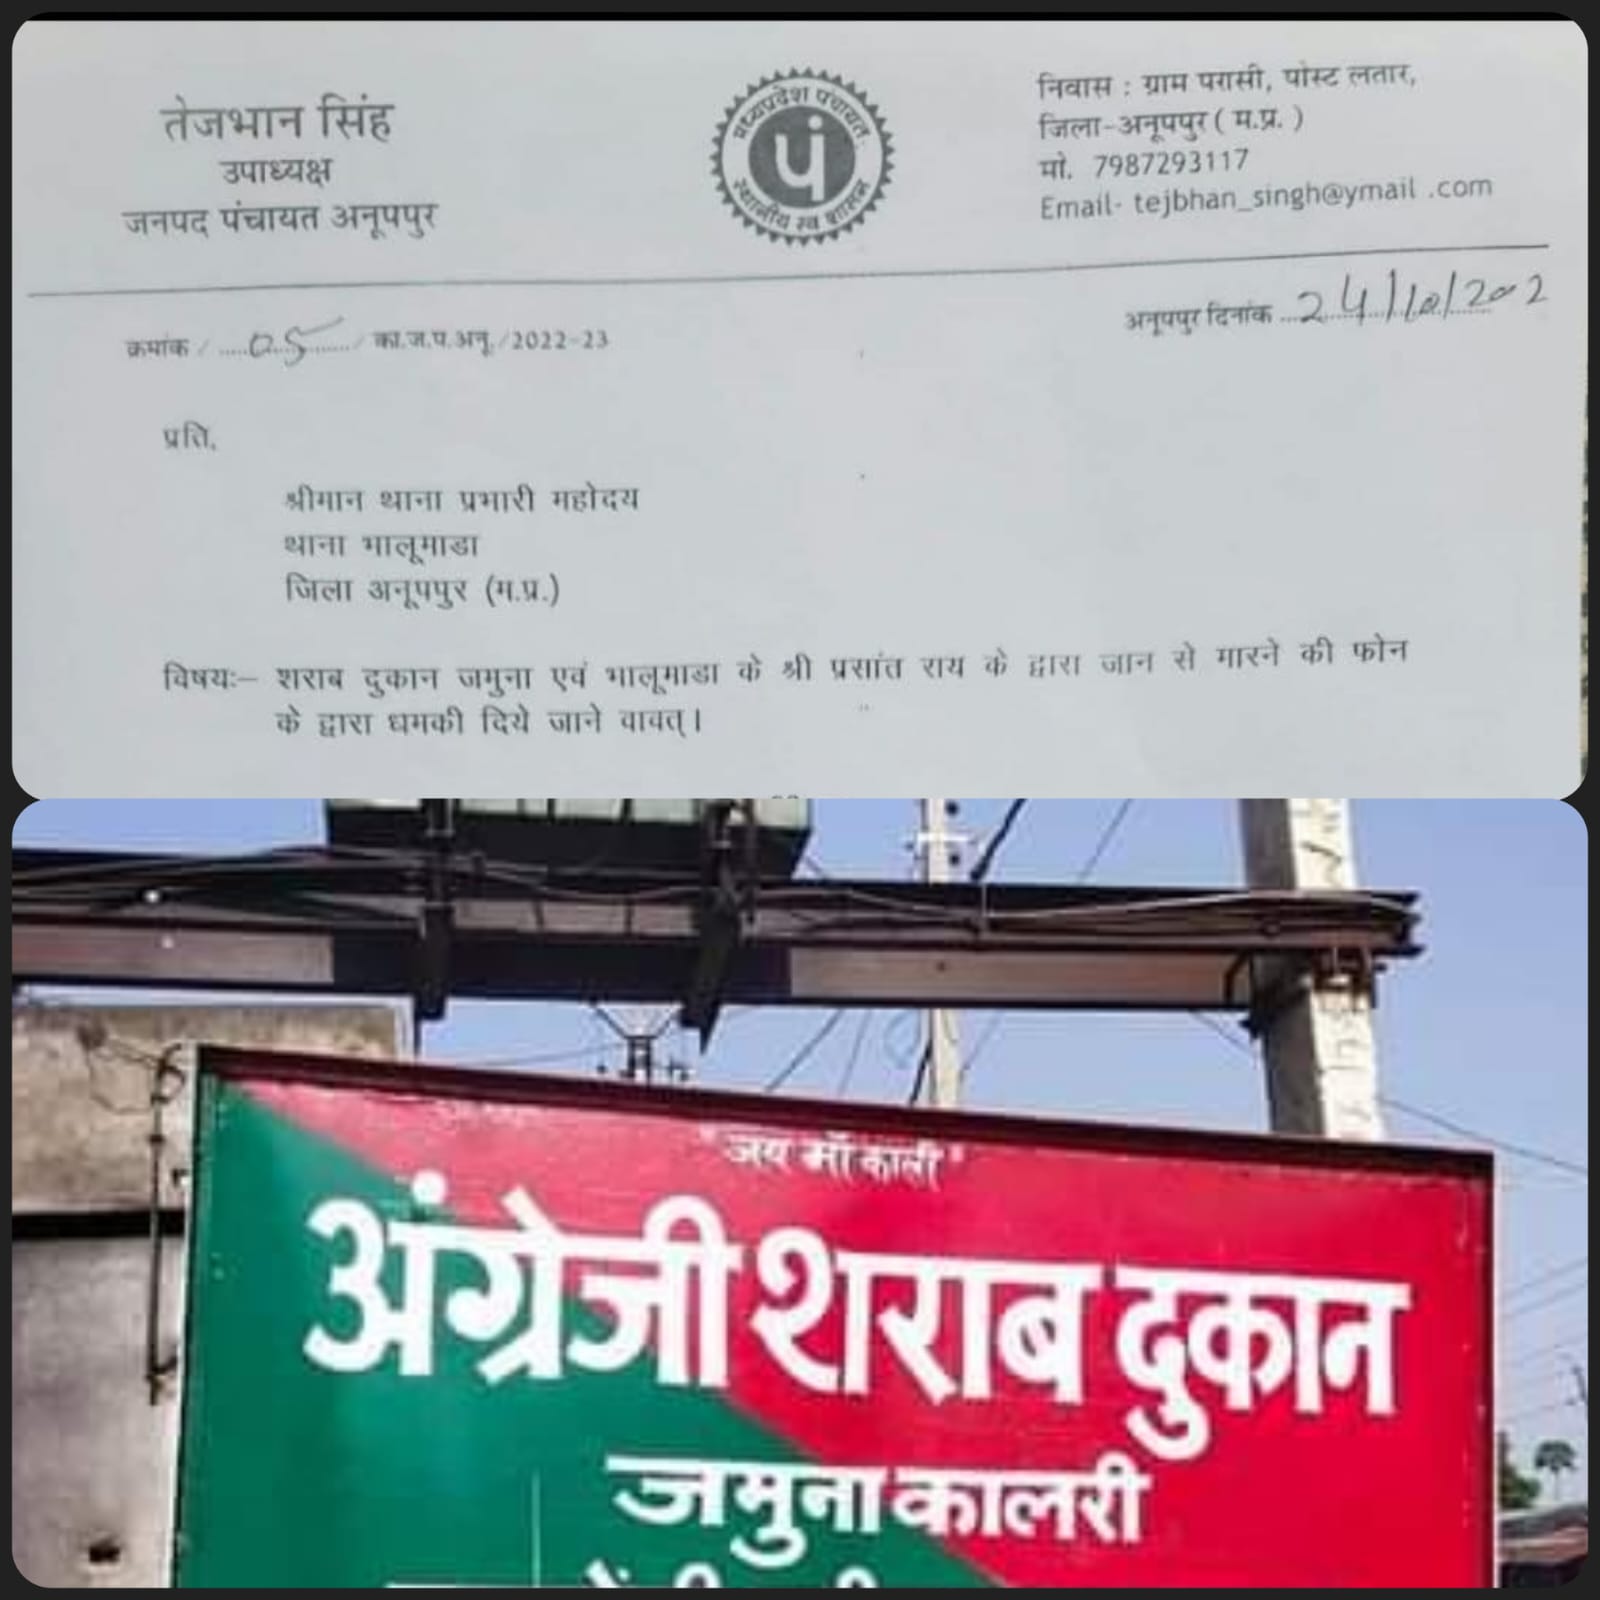 तेजभान सिंह
उपाध्यक्ष
जनपद पंचायत अनूपपुर
मध्यप्रदेश पंचायत
पं
स्थानीय स्व शासन
निवास : ग्राम परासी, पोस्ट लतार,
जिला-अनूपपुर ( म.प्र. )
मो. 7987293117
Email- tejbhan_singh@ymail .com
अनूपपुर दिनांक 24/10/202
क्रमांक / 05 / का.ज.प.अनू./2022-23
प्रति,
श्रीमान थाना प्रभारी महोदय
थाना भालूमाडा
जिला अनूपपुर (म.प्र.)
विषयः– शराब दुकान जमुना एवं भालूमाडा के श्री प्रसांत राय के द्वारा जान से मारने की फोन
के द्वारा धमकी दिये जाने वावत्।
"जय माँ काली"
अंग्रेजी शराब दुकान
जमुना कालरी